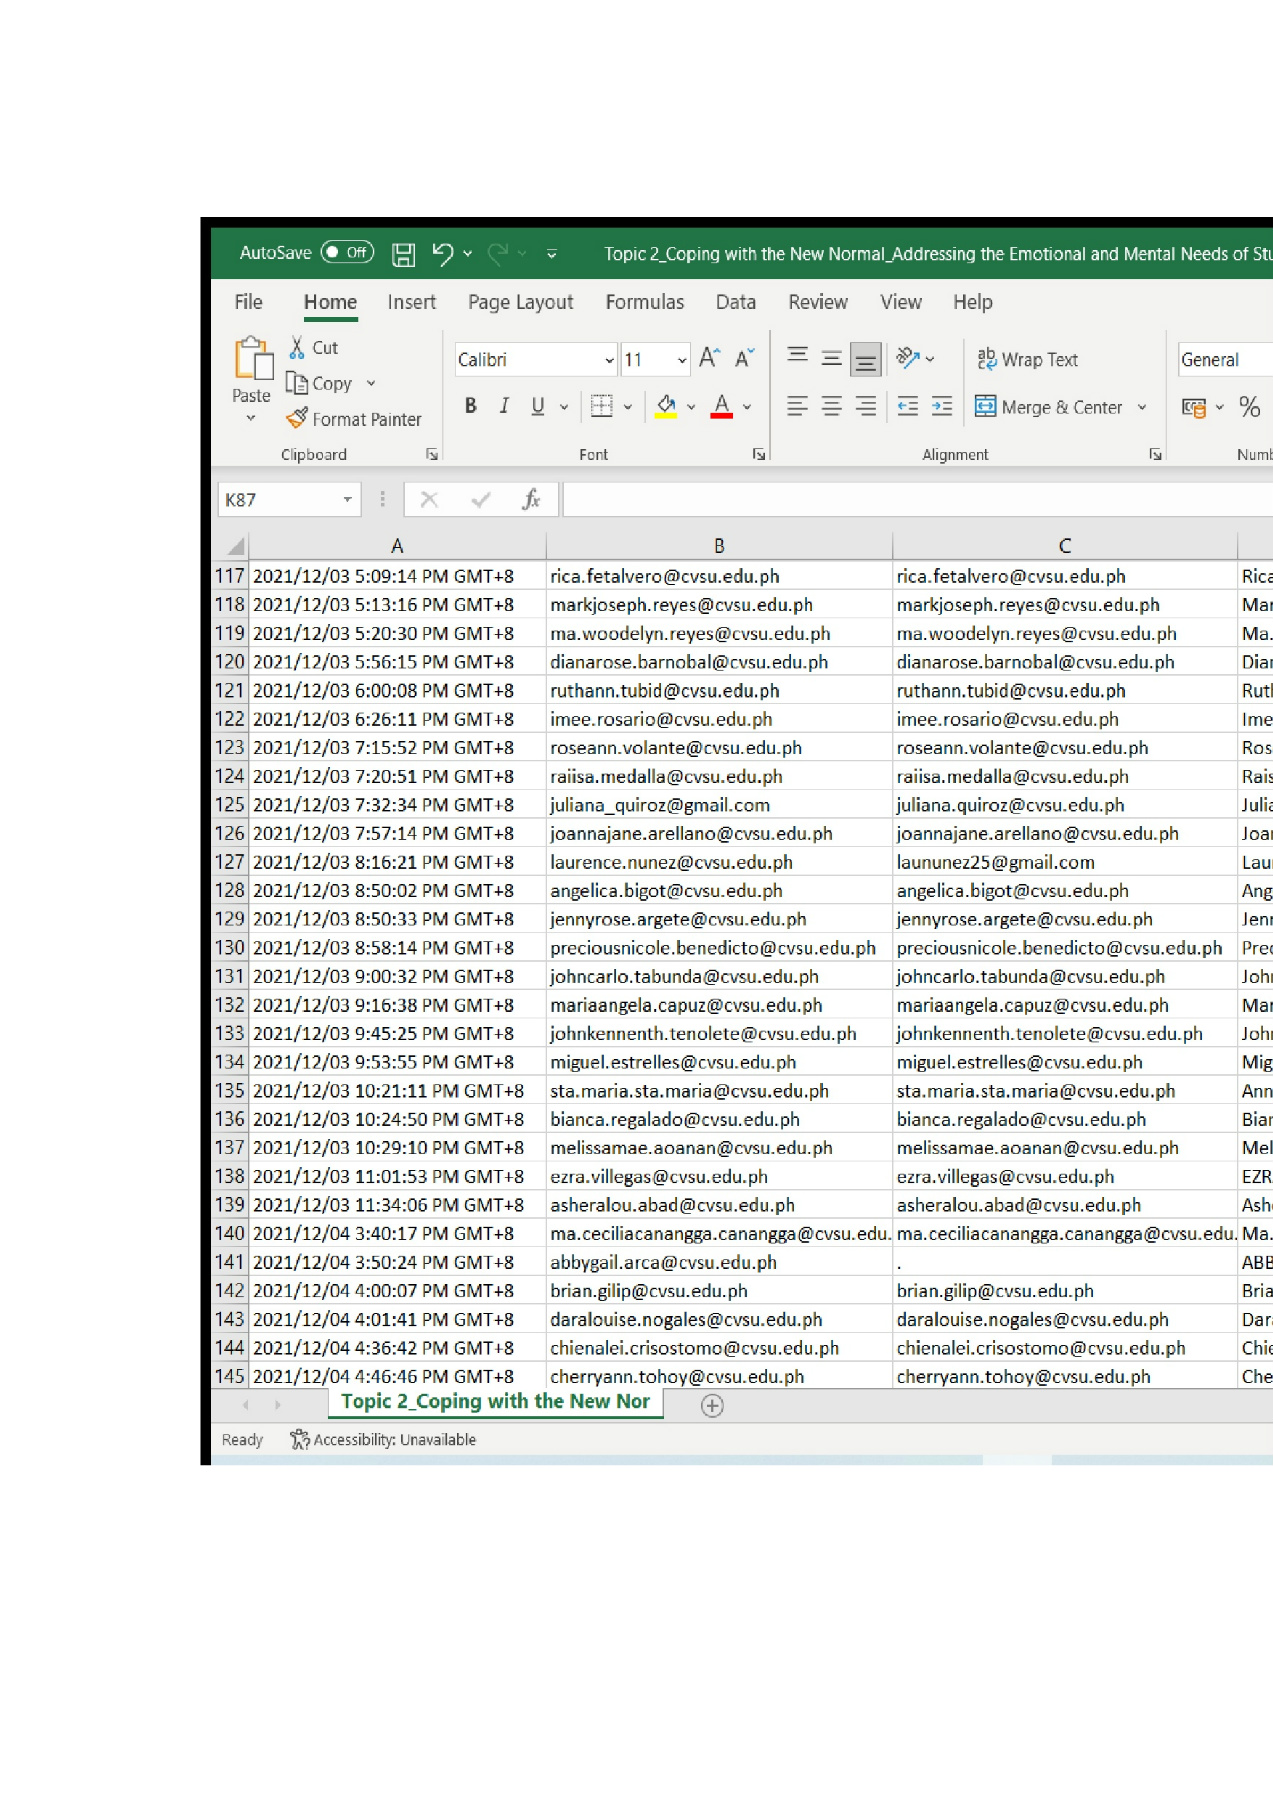 AutoSave Off Topic 2_Coping with the New Normal_Addressing the Emotional and Mental Needs of Stu
File Home Insert Page Layout Formulas Data Review View Help
Cut
Copy
Format Painter
Paste
Calibri 11
B I U
Wrap Text
Merge & Center
General
%
Clipboard Font Alignment Numb
K87 fx
A B C
117 2021/12/03 5:09:14 PM GMT+8 rica.fetalvero@cvsu.edu.ph rica.fetalvero@cvsu.edu.ph Rica
118 2021/12/03 5:13:16 PM GMT+8 markjoseph.reyes@cvsu.edu.ph markjoseph.reyes@cvsu.edu.ph Mar
119 2021/12/03 5:20:30 PM GMT+8 ma.woodelyn.reyes@cvsu.edu.ph ma.woodelyn.reyes@cvsu.edu.ph Ma.
120 2021/12/03 5:56:15 PM GMT+8 dianarose.barnobal@cvsu.edu.ph dianarose.barnobal@cvsu.edu.ph Dian
121 2021/12/03 6:00:08 PM GMT+8 ruthann.tubid@cvsu.edu.ph ruthann.tubid@cvsu.edu.ph Ruth
122 2021/12/03 6:26:11 PM GMT+8 imee.rosario@cvsu.edu.ph imee.rosario@cvsu.edu.ph Ime
123 2021/12/03 7:15:52 PM GMT+8 roseann.volante@cvsu.edu.ph roseann.volante@cvsu.edu.ph Ros
124 2021/12/03 7:20:51 PM GMT+8 raiisa.medalla@cvsu.edu.ph raiisa.medalla@cvsu.edu.ph Rais
125 2021/12/03 7:32:34 PM GMT+8 juliana_quiroz@gmail.com juliana.quiroz@cvsu.edu.ph Julia
126 2021/12/03 7:57:14 PM GMT+8 joannajane.arellano@cvsu.edu.ph joannajane.arellano@cvsu.edu.ph Joan
127 2021/12/03 8:16:21 PM GMT+8 laurence.nunez@cvsu.edu.ph laununez25@gmail.com Lau
128 2021/12/03 8:50:02 PM GMT+8 angelica.bigot@cvsu.edu.ph angelica.bigot@cvsu.edu.ph Ang
129 2021/12/03 8:50:33 PM GMT+8 jennyrose.argete@cvsu.edu.ph jennyrose.argete@cvsu.edu.ph Jenn
130 2021/12/03 8:58:14 PM GMT+8 preciousnicole.benedicto@cvsu.edu.ph preciousnicole.benedicto@cvsu.edu.ph Prec
131 2021/12/03 9:00:32 PM GMT+8 johncarlo.tabunda@cvsu.edu.ph johncarlo.tabunda@cvsu.edu.ph John
132 2021/12/03 9:16:38 PM GMT+8 mariaangela.capuz@cvsu.edu.ph mariaangela.capuz@cvsu.edu.ph Mar
133 2021/12/03 9:45:25 PM GMT+8 johnkennenth.tenolete@cvsu.edu.ph johnkennenth.tenolete@cvsu.edu.ph John
134 2021/12/03 9:53:55 PM GMT+8 miguel.estrelles@cvsu.edu.ph miguel.estrelles@cvsu.edu.ph Mig
135 2021/12/03 10:21:11 PM GMT+8 sta.maria.sta.maria@cvsu.edu.ph sta.maria.sta.maria@cvsu.edu.ph Ann
136 2021/12/03 10:24:50 PM GMT+8 bianca.regalado@cvsu.edu.ph bianca.regalado@cvsu.edu.ph Bian
137 2021/12/03 10:29:10 PM GMT+8 melissamae.aoanan@cvsu.edu.ph melissamae.aoanan@cvsu.edu.ph Mel
138 2021/12/03 11:01:53 PM GMT+8 ezra.villegas@cvsu.edu.ph ezra.villegas@cvsu.edu.ph EZR
139 2021/12/03 11:34:06 PM GMT+8 asheralou.abad@cvsu.edu.ph asheralou.abad@cvsu.edu.ph Ashe
140 2021/12/04 3:40:17 PM GMT+8 ma.ceciliacanangga.canangga@cvsu.edu. ma.ceciliacanangga.canangga@cvsu.edu. Ma.
141 2021/12/04 3:50:24 PM GMT+8 abbygail.arca@cvsu.edu.ph . ABB
142 2021/12/04 4:00:07 PM GMT+8 brian.gilip@cvsu.edu.ph brian.gilip@cvsu.edu.ph Bria
143 2021/12/04 4:01:41 PM GMT+8 daralouise.nogales@cvsu.edu.ph daralouise.nogales@cvsu.edu.ph Dara
144 2021/12/04 4:36:42 PM GMT+8 chienalei.crisostomo@cvsu.edu.ph chienalei.crisostomo@cvsu.edu.ph Chie
145 2021/12/04 4:46:46 PM GMT+8 cherryann.tohoy@cvsu.edu.ph cherryann.tohoy@cvsu.edu.ph Che
Topic 2_Coping with the New Nor
Ready Accessibility: Unavailable